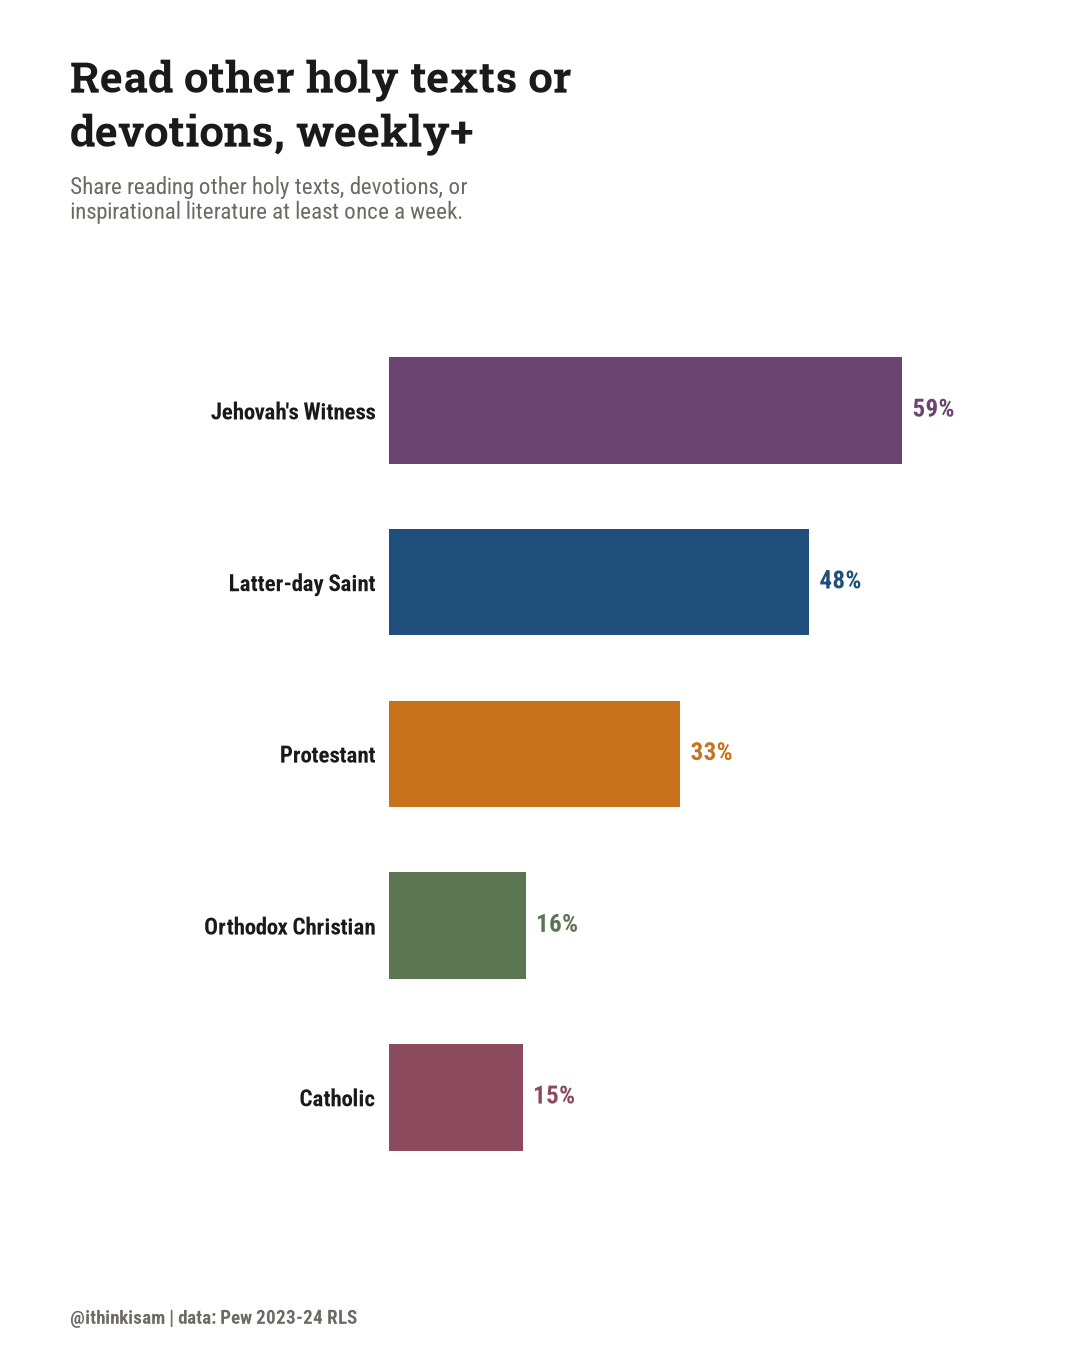 Read other holy texts or
devotions, weekly+
Share reading other holy texts, devotions, or
inspirational literature at least once a week.
Jehovah's Witness 59%
Latter-day Saint 48%
Protestant 33%
Orthodox Christian 16%
Catholic 15%
@ithinkisam | data: Pew 2023-24 RLS